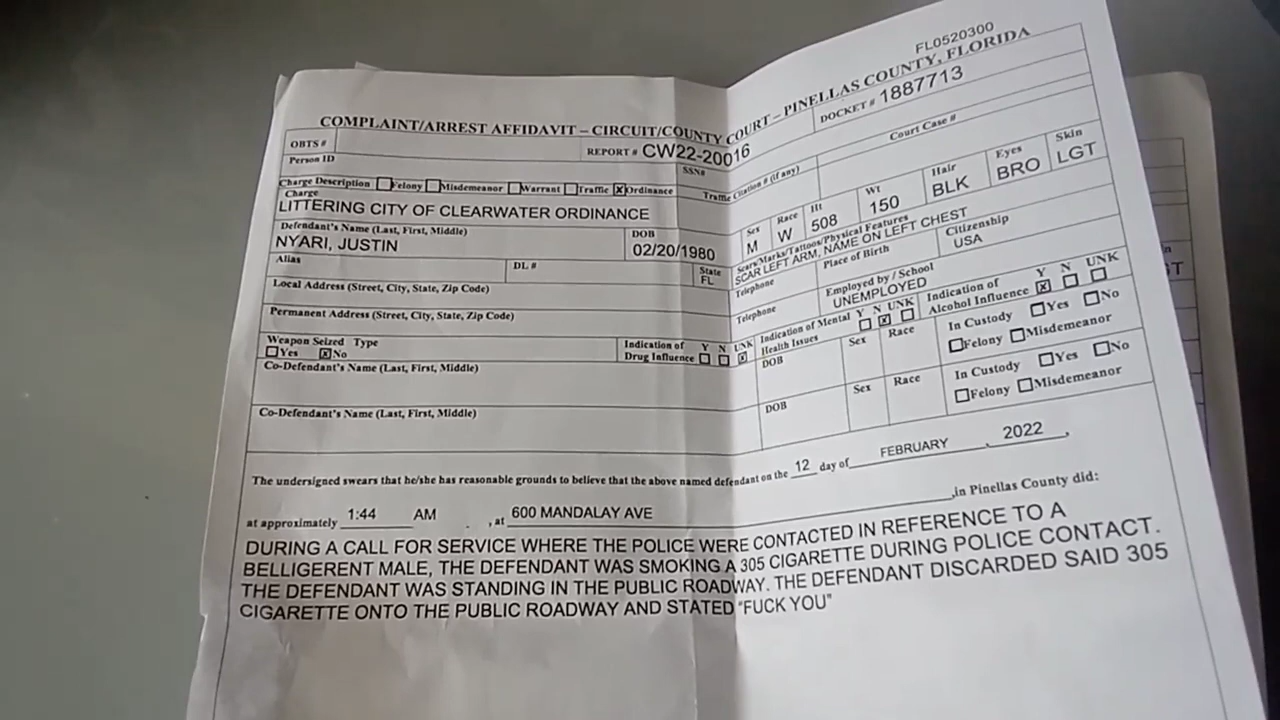 FL0520300
COMPLAINT/ARREST AFFIDAVIT – CIRCUIT/COUNTY COURT – PINELLAS COUNTY, FLORIDA
OBTS # REPORT # CW22-20016 DOCKET # 1887713
Person ID SSN# Court Case #
Charge Description Felony Misdemeanor Warrant Traffic X Ordinance Traffic Citation # (if any)
Charge
LITTERING CITY OF CLEARWATER ORDINANCE
Sex Race Ht Wt Hair Eyes Skin
M W 508 150 BLK BRO LGT
Defendant's Name (Last, First, Middle) DOB
NYARI, JUSTIN 02/20/1980
Scars/Marks/Tattoos/Physical Features
SCAR LEFT ARM, NAME ON LEFT CHEST
Alias DL # State
FL
Telephone Place of Birth Citizenship
USA
Local Address (Street, City, State, Zip Code)
Telephone Employed by / School
UNEMPLOYED
Permanent Address (Street, City, State, Zip Code)
Indication of Mental Health Issues Y N UNK X
Indication of Alcohol Influence Y N UNK X
Weapon Seized Type
Yes X No
Indication of Drug Influence Y N UNK X
Co-Defendant's Name (Last, First, Middle)
DOB Sex Race In Custody Yes No
Felony Misdemeanor
Co-Defendant's Name (Last, First, Middle)
DOB Sex Race In Custody Yes No
Felony Misdemeanor
The undersigned swears that he/she has reasonable grounds to believe that the above named defendant on the 12 day of FEBRUARY , 2022 ,
at approximately 1:44 AM , at 600 MANDALAY AVE ,in Pinellas County did:
DURING A CALL FOR SERVICE WHERE THE POLICE WERE CONTACTED IN REFERENCE TO A
BELLIGERENT MALE, THE DEFENDANT WAS SMOKING A 305 CIGARETTE DURING POLICE CONTACT.
THE DEFENDANT WAS STANDING IN THE PUBLIC ROADWAY. THE DEFENDANT DISCARDED SAID 305
CIGARETTE ONTO THE PUBLIC ROADWAY AND STATED "FUCK YOU"